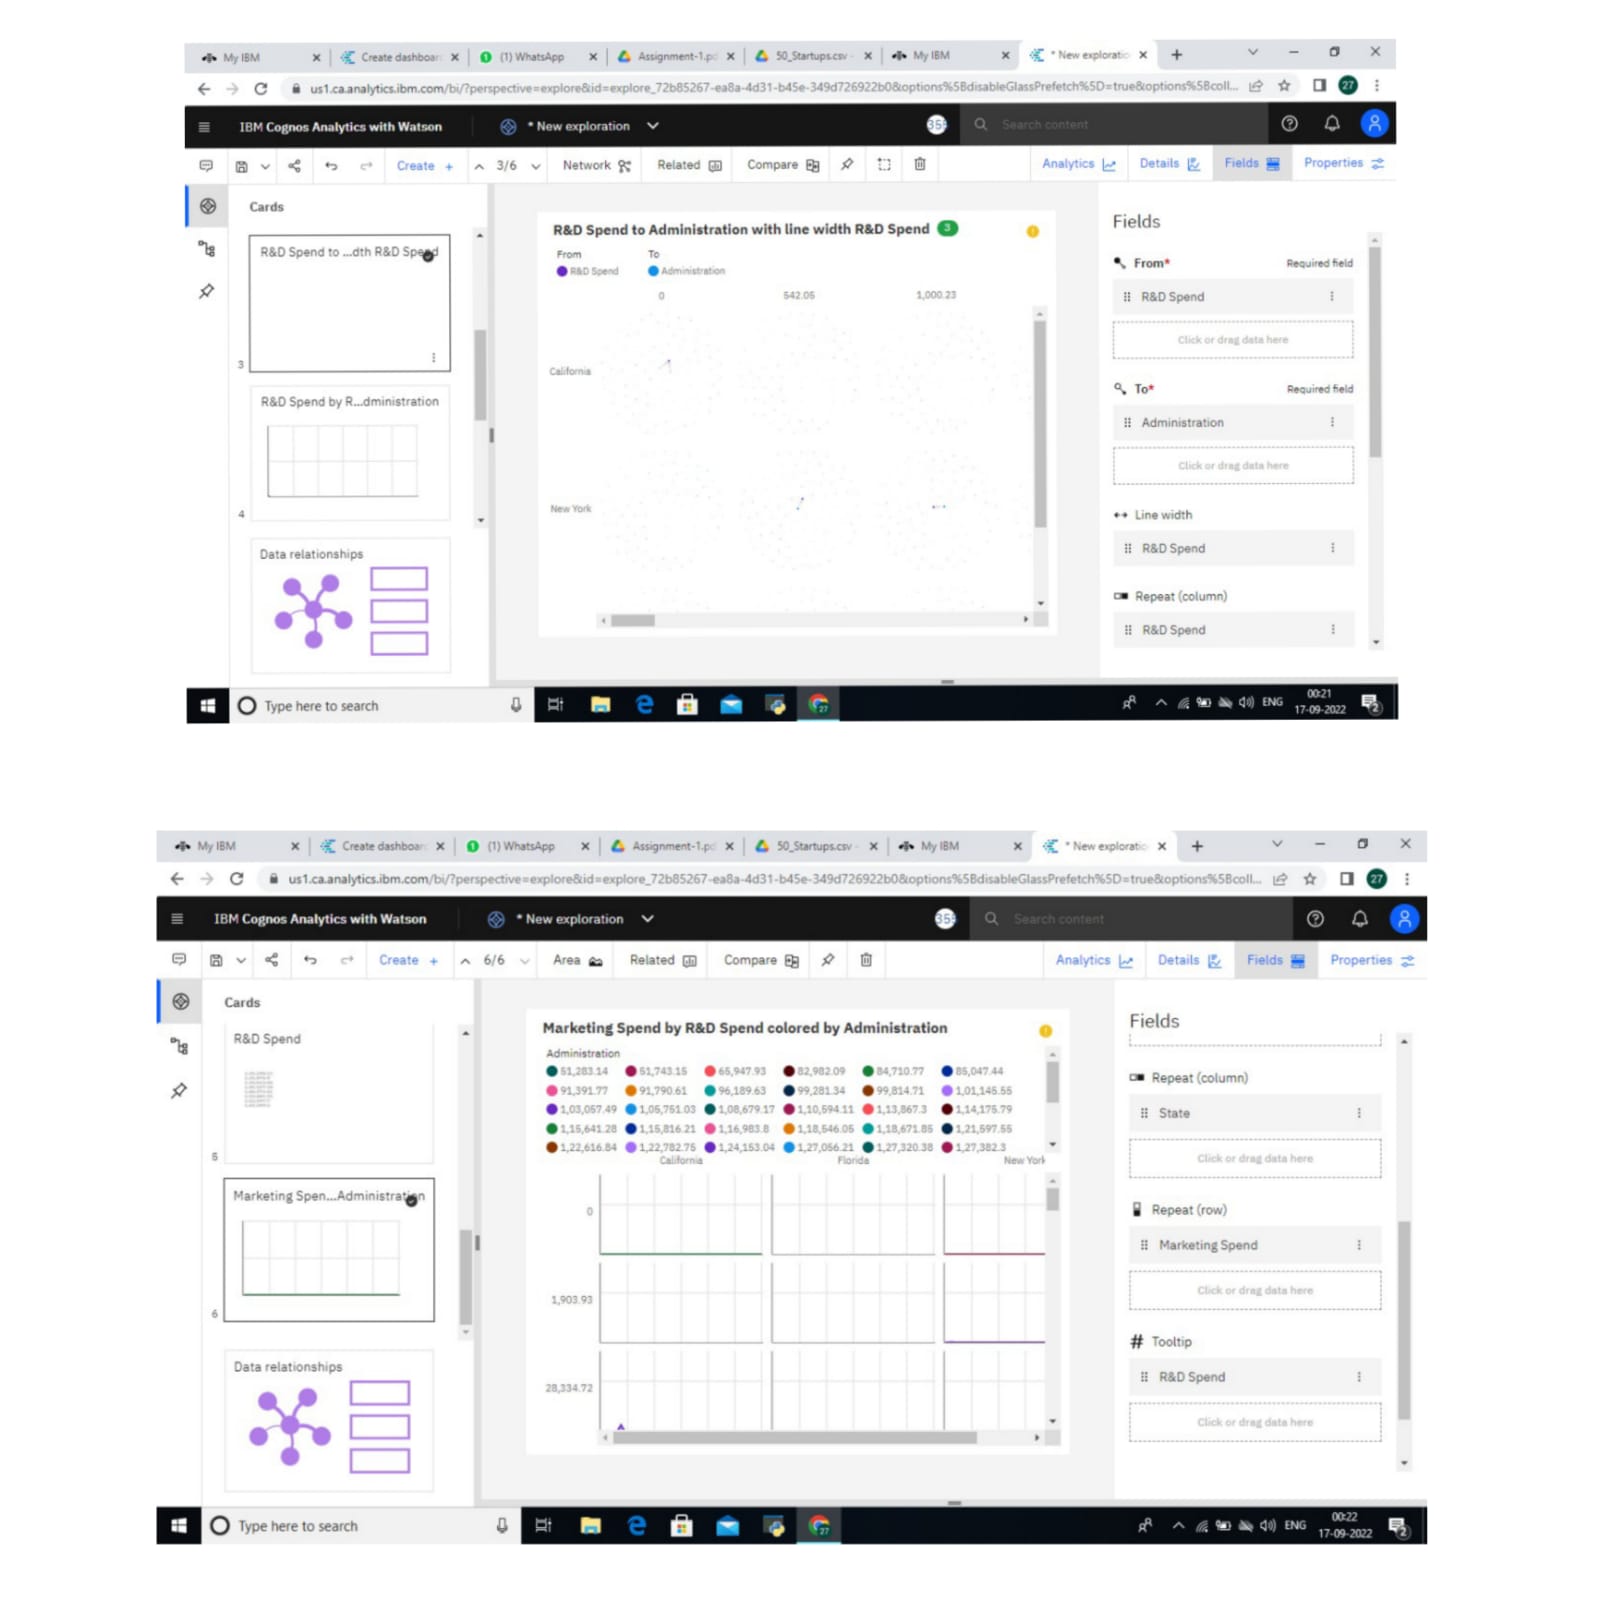 My IBM
Create dashboard
(1) WhatsApp
Assignment-1.pd
50_Startups.csv -
My IBM
* New exploratio
us1.ca.analytics.ibm.com/bi/?perspective=explore&id=explore_72b85267-ea8a-4d31-b45e-349d726922b0&options%5BdisableGlassPrefetch%5D=true&options%5Bcoll...
27
IBM Cognos Analytics with Watson
* New exploration
Search content
Create +
3/6
Network
Related
Compare
Analytics
Details
Fields
Properties
Cards
R&D Spend to ...dth R&D Spend
3
R&D Spend by R...dministration
4
Data relationships
R&D Spend to Administration with line width R&D Spend 3
From
To
R&D Spend
Administration
0
542.05
1,000.23
California
New York
Fields
From*
Required field
R&D Spend
Click or drag data here
To*
Required field
Administration
Click or drag data here
Line width
R&D Spend
Repeat (column)
R&D Spend
Type here to search
27
ENG
00:21
17-09-2022
2
My IBM
Create dashboard
(1) WhatsApp
Assignment-1.pd
50_Startups.csv -
My IBM
* New exploratio
us1.ca.analytics.ibm.com/bi/?perspective=explore&id=explore_72b85267-ea8a-4d31-b45e-349d726922b0&options%5BdisableGlassPrefetch%5D=true&options%5Bcoll...
27
IBM Cognos Analytics with Watson
* New exploration
Search content
Create +
6/6
Area
Related
Compare
Analytics
Details
Fields
Properties
Cards
R&D Spend
5
Marketing Spen...Administration
6
Data relationships
Marketing Spend by R&D Spend colored by Administration
Administration
51,283.14 51,743.15 65,947.93 82,982.09 84,710.77 85,047.44
91,391.77 91,790.61 96,189.63 99,281.34 99,814.71 1,01,145.55
1,03,057.49 1,05,751.03 1,08,679.17 1,10,594.11 1,13,867.3 1,14,175.79
1,15,641.28 1,15,816.21 1,16,983.8 1,18,546.05 1,18,671.85 1,21,597.55
1,22,616.84 1,22,782.75 1,24,153.04 1,27,056.21 1,27,320.38 1,27,382.3
California
Florida
New York
0
1,903.93
28,334.72
Fields
Repeat (column)
State
Click or drag data here
Repeat (row)
Marketing Spend
Click or drag data here
Tooltip
R&D Spend
Click or drag data here
Type here to search
27
ENG
00:22
17-09-2022
2